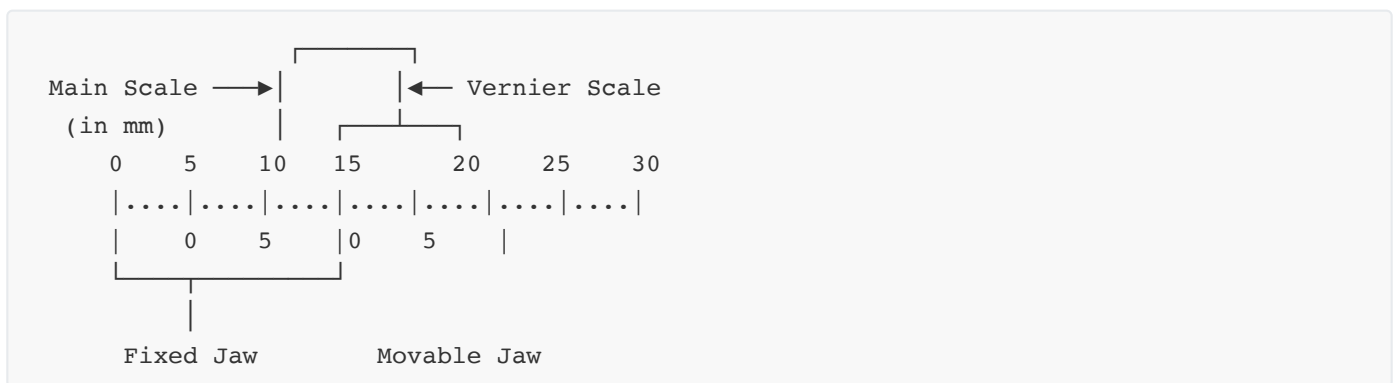 Main Scale Vernier Scale
(in mm)
0 5 10 15 20 25 30
|....|....|....|....|....|....|....|
| 0 5 |0 5 |
Fixed Jaw Movable Jaw